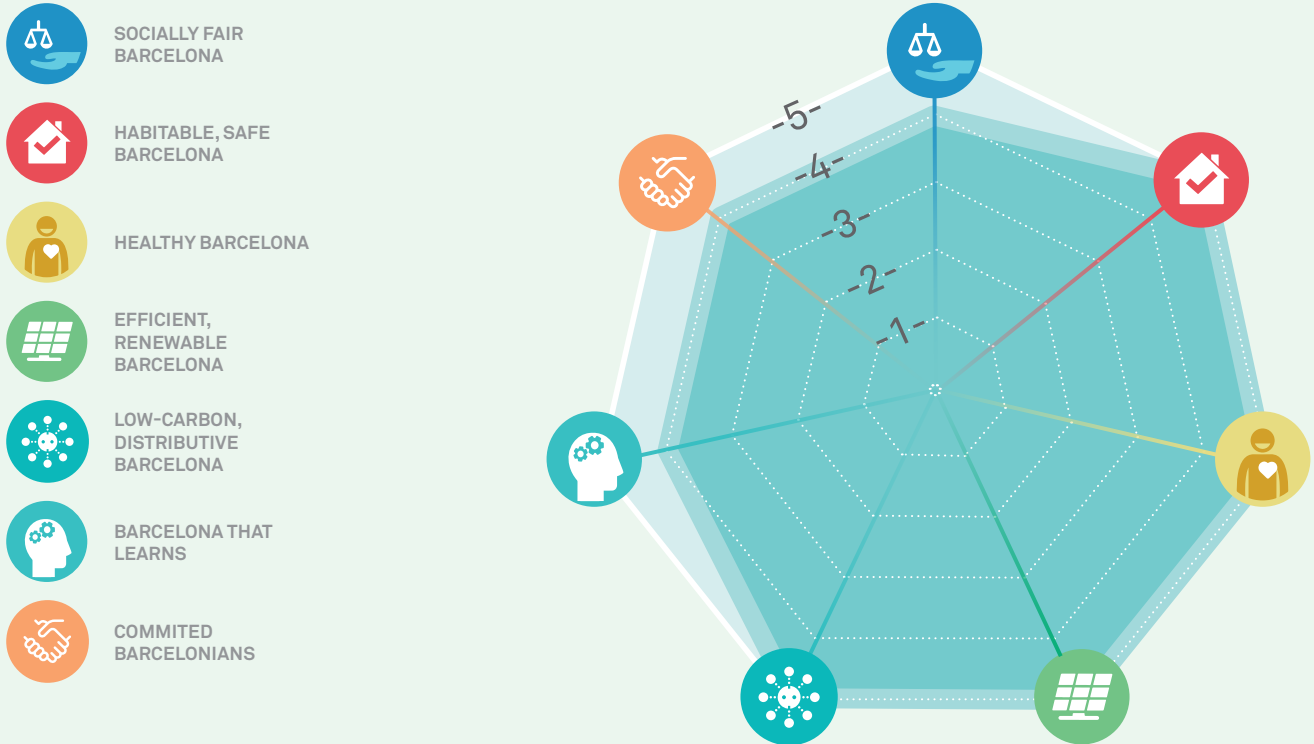 SOCIALLY FAIR
BARCELONA
HABITABLE, SAFE
BARCELONA
HEALTHY BARCELONA
EFFICIENT,
RENEWABLE
BARCELONA
LOW-CARBON,
DISTRIBUTIVE
BARCELONA
BARCELONA THAT
LEARNS
COMMITED
BARCELONIANS
-5-
-4-
-3-
-2-
-1-